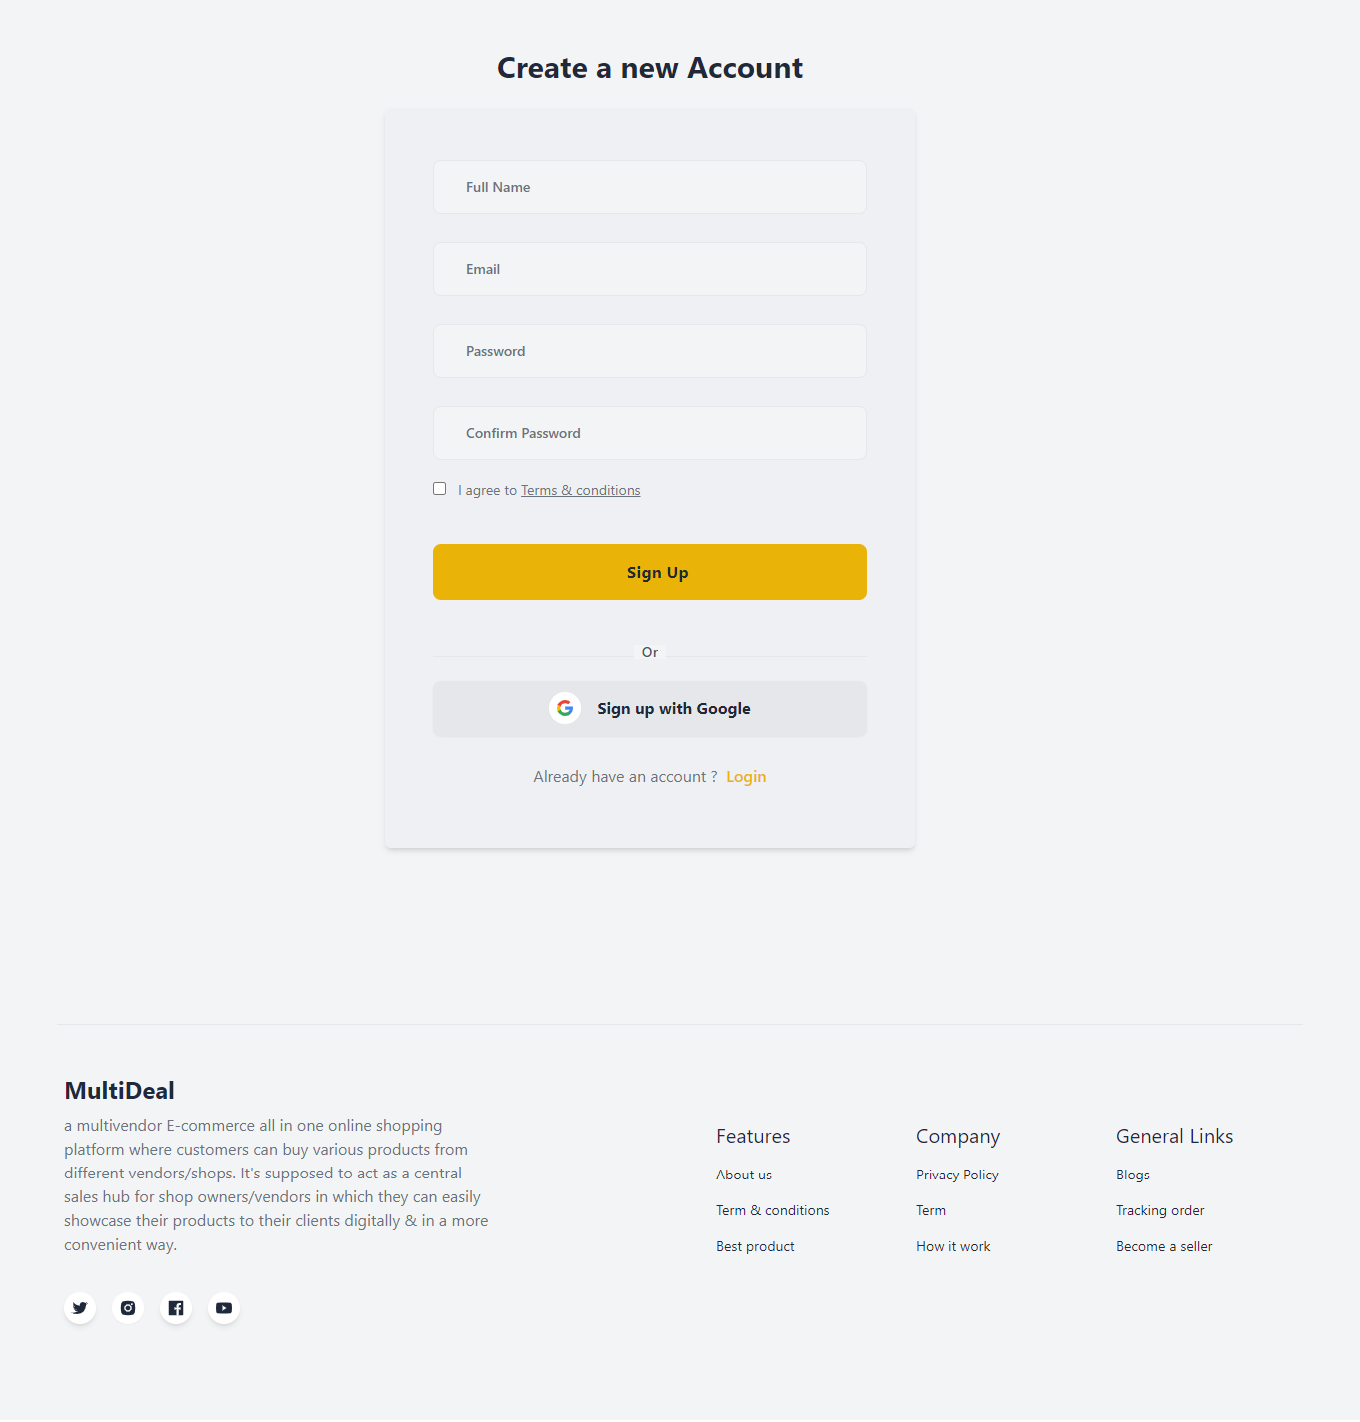 Create a new Account
Full Name
Email
Password
Confirm Password
I agree to Terms & conditions
Sign Up
Or
Sign up with Google
Already have an account ? Login
MultiDeal
a multivendor E-commerce all in one online shopping
platform where customers can buy various products from
different vendors/shops. It's supposed to act as a central
sales hub for shop owners/vendors in which they can easily
showcase their products to their clients digitally & in a more
convenient way.
Features
About us
Term & conditions
Best product
Company
Privacy Policy
Term
How it work
General Links
Blogs
Tracking order
Become a seller